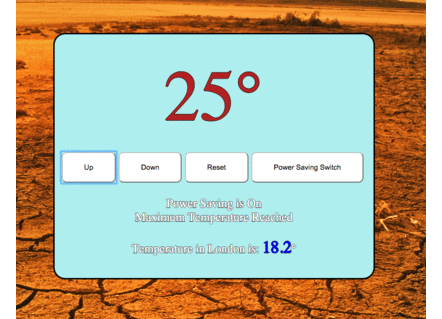 25°
Up Down Reset Power Saving Switch
Power Saving is On
Maximum Temperature Reached
Temperature in London is: 18.2°